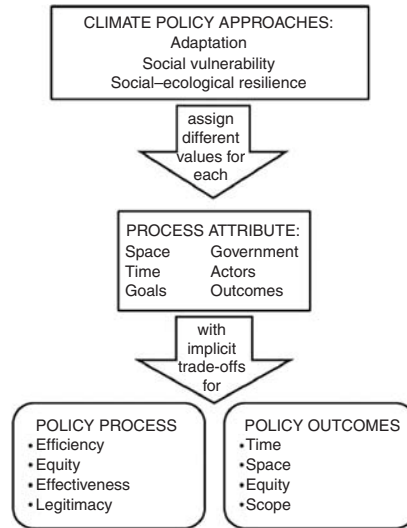 CLIMATE POLICY APPROACHES:
Adaptation
Social vulnerability
Social–ecological resilience
assign
different
values for
each
PROCESS ATTRIBUTE:
Space Government
Time Actors
Goals Outcomes
with
implicit
trade-offs
for
POLICY PROCESS
• Efficiency
• Equity
• Effectiveness
• Legitimacy
POLICY OUTCOMES
• Time
• Space
• Equity
• Scope